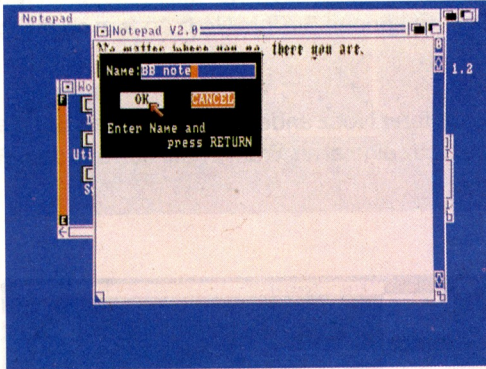 Notepad
Notepad V2.0
No matter where you go, there you are.
Name:BB note
OK CANCEL
Enter Name and
press RETURN
1.2